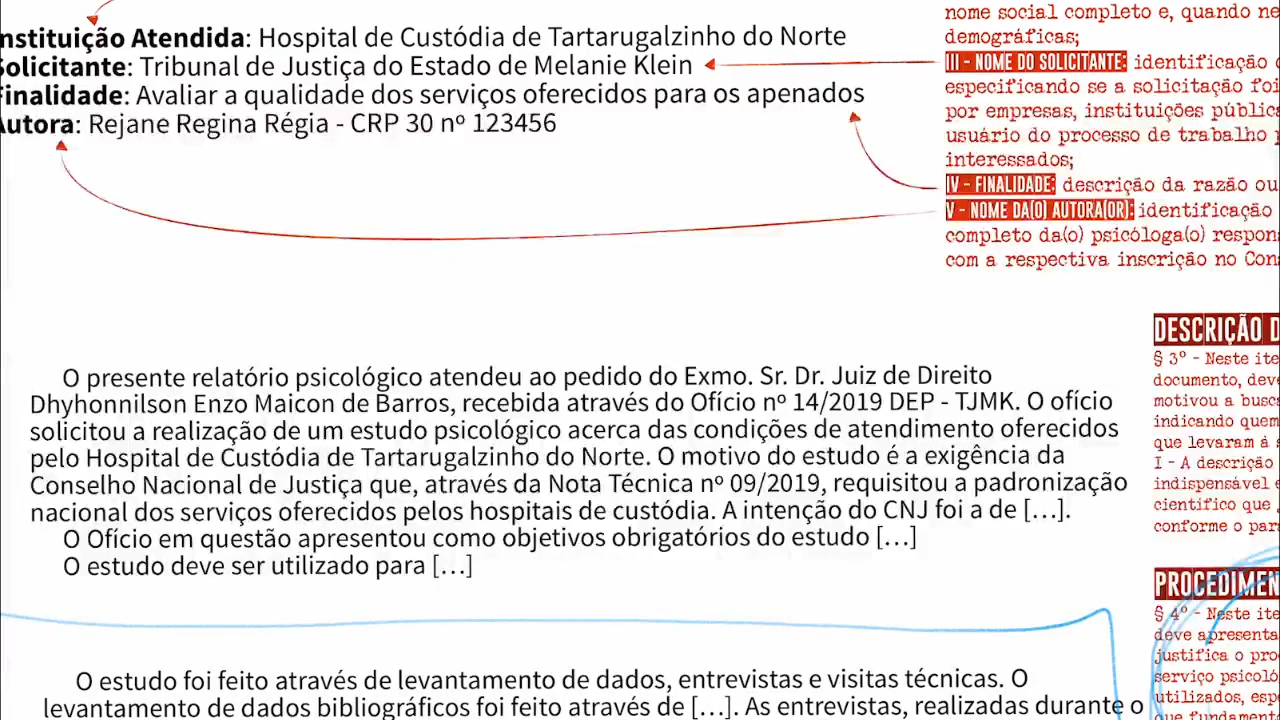 nstituição Atendida: Hospital de Custódia de Tartarugalzinho do Norte
Solicitante: Tribunal de Justiça do Estado de Melanie Klein
Finalidade: Avaliar a qualidade dos serviços oferecidos para os apenados
Autora: Rejane Regina Régia - CRP 30 nº 123456
nome social completo e, quando ne
demográficas;
III - NOME DO SOLICITANTE: identificação
especificando se a solicitação foi
por empresas, instituições públic
usuário do processo de trabalho
interessados;
IV - FINALIDADE: descrição da razão ou
V - NOME DA(O) AUTORA(OR): identificação
completo da(o) psicóloga(o) respon
com a respectiva inscrição no Con
O presente relatório psicológico atendeu ao pedido do Exmo. Sr. Dr. Juiz de Direito
Dhyhonnilson Enzo Maicon de Barros, recebida através do Ofício nº 14/2019 DEP - TJMK. O ofício
solicitou a realização de um estudo psicológico acerca das condições de atendimento oferecidos
pelo Hospital de Custódia de Tartarugalzinho do Norte. O motivo do estudo é a exigência da
Conselho Nacional de Justiça que, através da Nota Técnica nº 09/2019, requisitou a padronização
nacional dos serviços oferecidos pelos hospitais de custódia. A intenção do CNJ foi a de [...].
O Ofício em questão apresentou como objetivos obrigatórios do estudo [...]
O estudo deve ser utilizado para [...]
DESCRIÇÃO D
§ 3º - Neste ite
documento, deve
motivou a busc
indicando quem
que levaram à
I - A descrição
indispensável e
científico que
conforme o par
PROCEDIMEN
§ 4º - Neste ite
deve apresenta
justifica o pro
serviço psicoló
utilizados, esp
que fundament
O estudo foi feito através de levantamento de dados, entrevistas e visitas técnicas. O
levantamento de dados bibliográficos foi feito através de [...]. As entrevistas, realizadas durante o